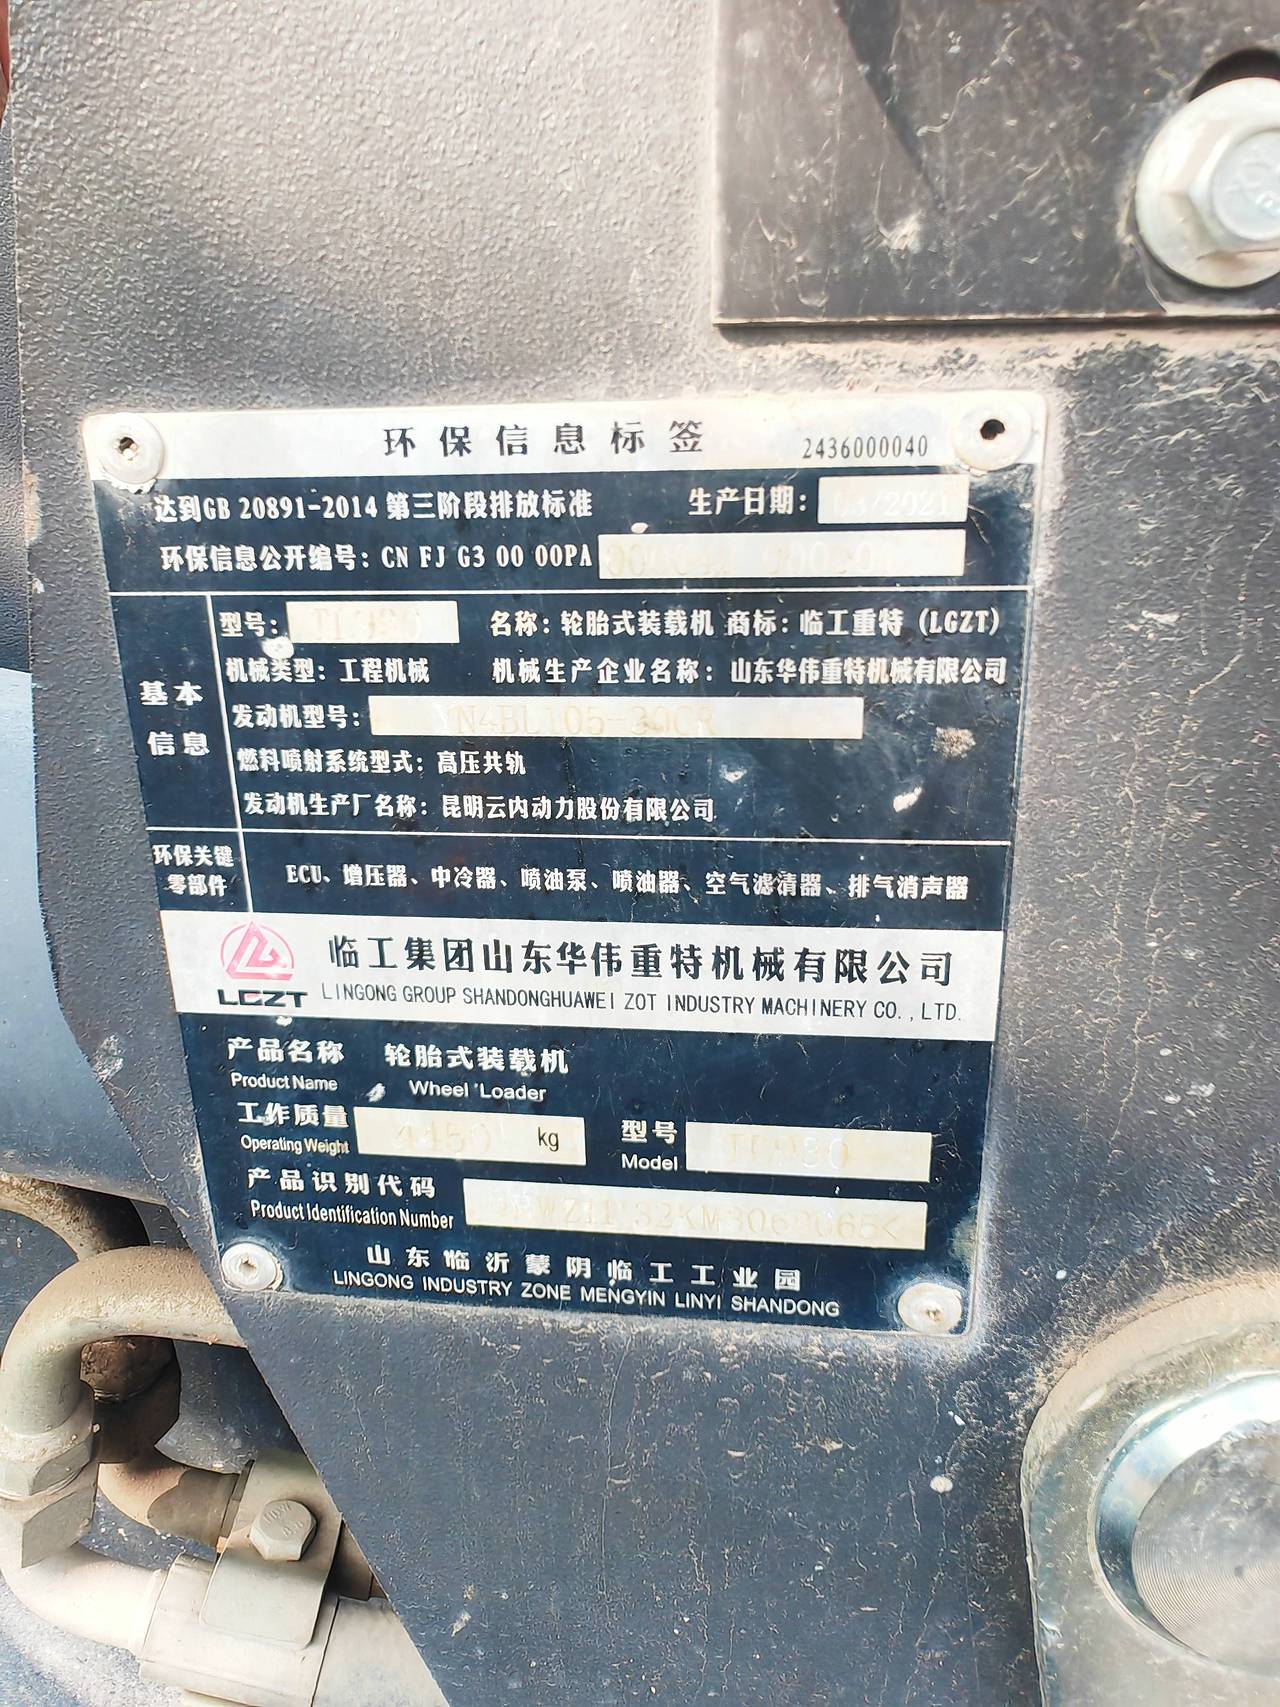 环保信息标签 2436000040
达到GB 20891-2014 第三阶段排放标准 生产日期: /2021
环保信息公开编号: CN FJ G3 00 00PA
型号: 名称: 轮胎式装载机 商标: 临工重特 (LGZT)
机械类型: 工程机械 机械生产企业名称: 山东华伟重特机械有限公司
基本信息
发动机型号:
燃料喷射系统型式: 高压共轨
发动机生产厂名称: 昆明云内动力股份有限公司
环保关键零部件
ECU、增压器、中冷器、喷油泵、喷油器、空气滤清器、排气消声器
临工集团山东华伟重特机械有限公司
LGZT LINGONG GROUP SHANDONGHUAWEI ZOT INDUSTRY MACHINERY CO.,LTD.
产品名称 轮胎式装载机
Product Name Wheel Loader
工作质量 kg 型号
Operating Weight Model
产品识别代码
Product Identification Number
山东临沂蒙阴临工工业园
LINGONG INDUSTRY ZONE MENGYIN LINYI SHANDONG